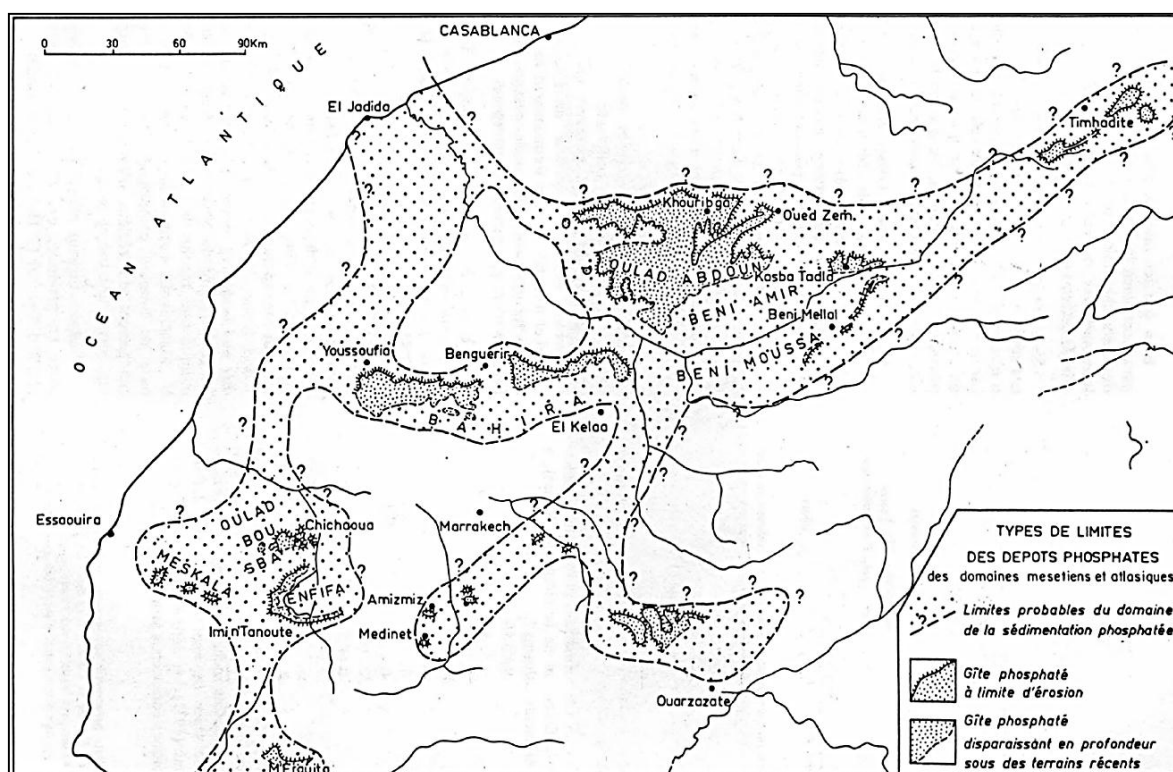 0 30 60 90Km
CASABLANCA
OCEAN ATLANTIQUE
El Jadida
Timhadite
Khouribga
Oued Zem.
OULAD ABDOUN
Kasba Tadla
BENI AMIR
Beni Mellal
BENI MOUSSA
Youssoufia
Benguerir
BAHIRA
El Kelaa
Essaouira
OULAD
BOU
SBAA
Chichaoua
MESKALA
ENFIFA
Imi n'Tanoute
Marrakech
Amizmiz
Medinet
Ouarzazate
M'Erouita
TYPES DE LIMITES
DES DEPOTS PHOSPHATES
des domaines mesetiens et atlasiques
Limites probables du domaine
de la sédimentation phosphatée
Gîte phosphaté
à limite d'érosion
Gîte phosphaté
disparaissant en profondeur
sous des terrains récents